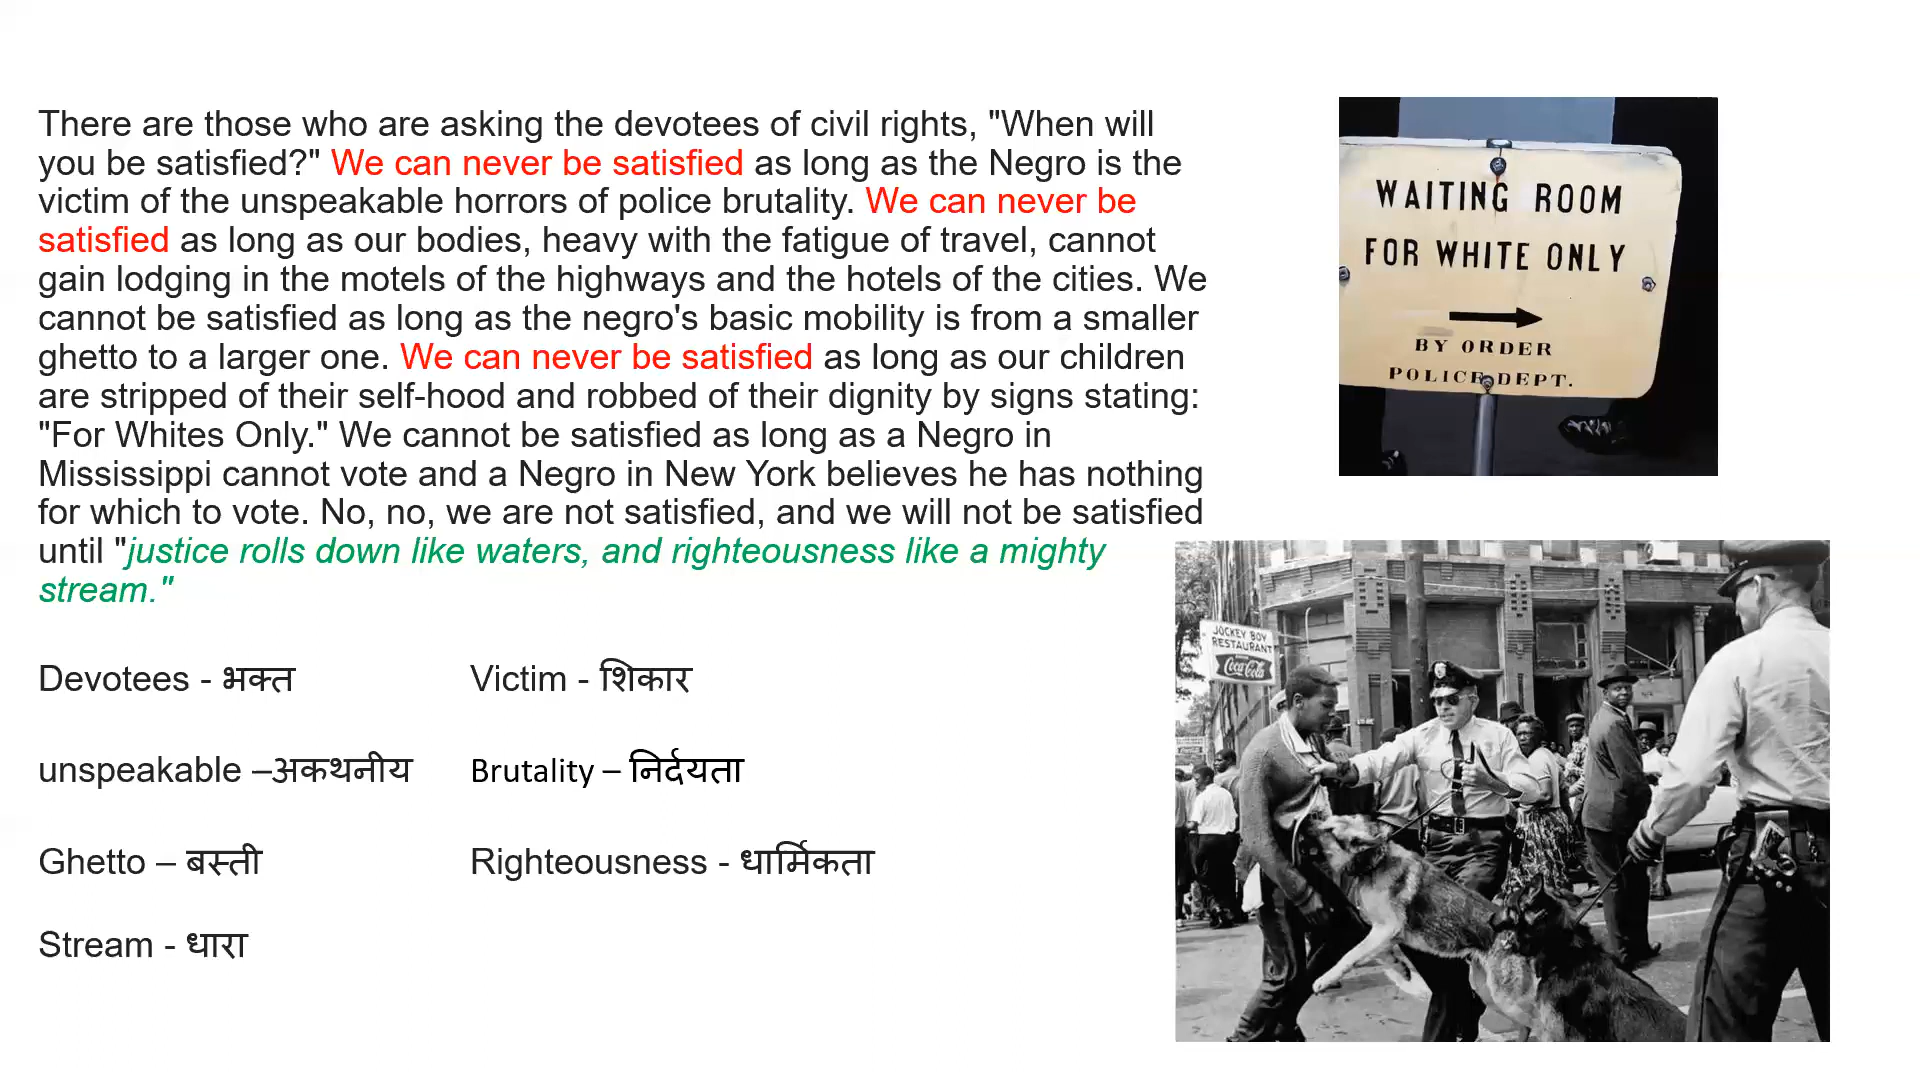 There are those who are asking the devotees of civil rights, "When will
you be satisfied?" We can never be satisfied as long as the Negro is the
victim of the unspeakable horrors of police brutality. We can never be
satisfied as long as our bodies, heavy with the fatigue of travel, cannot
gain lodging in the motels of the highways and the hotels of the cities. We
cannot be satisfied as long as the negro's basic mobility is from a smaller
ghetto to a larger one. We can never be satisfied as long as our children
are stripped of their self-hood and robbed of their dignity by signs stating:
"For Whites Only." We cannot be satisfied as long as a Negro in
Mississippi cannot vote and a Negro in New York believes he has nothing
for which to vote. No, no, we are not satisfied, and we will not be satisfied
until "justice rolls down like waters, and righteousness like a mighty
stream."
Devotees - भक्त
Victim - शिकार
unspeakable –अकथनीय
Brutality – निर्दयता
Ghetto – बस्ती
Righteousness - धार्मिकता
Stream - धारा
WAITING ROOM
FOR WHITE ONLY
BY ORDER
POLICE DEPT.
JOCKEY BOY
RESTAURANT
Coca-Cola